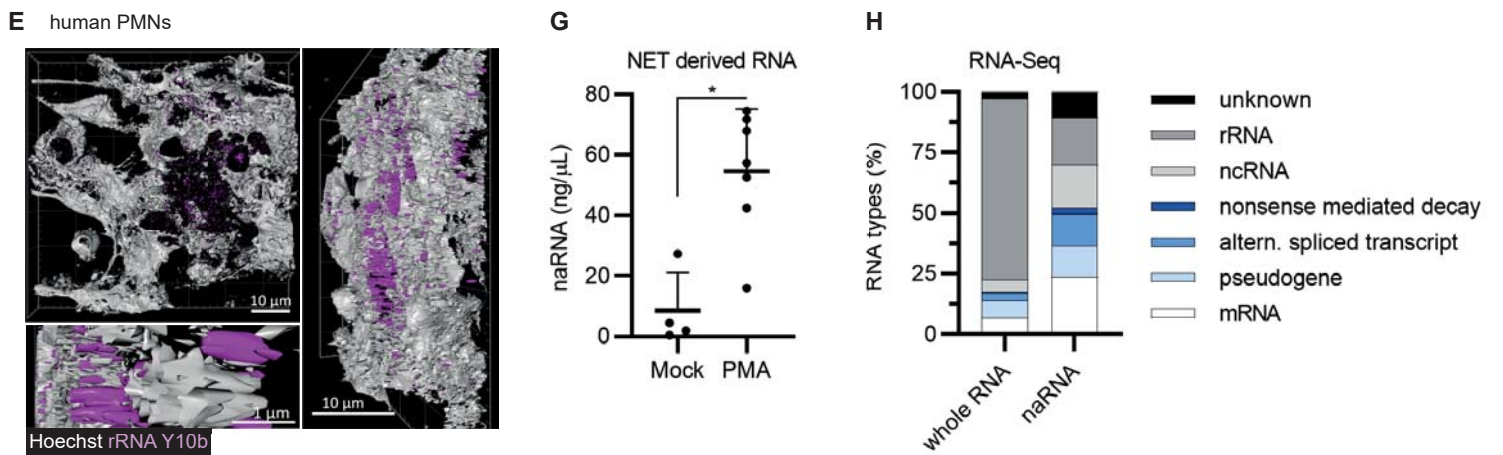 E human PMNs
10 µm
1 µm
10 µm
Hoechst rRNA Y10b
G
NET derived RNA
*
naRNA (ng/µL)
80
60
40
20
0
Mock PMA
H
RNA-Seq
RNA types (%)
100
75
50
25
0
whole RNA
naRNA
unknown
rRNA
ncRNA
nonsense mediated decay
altern. spliced transcript
pseudogene
mRNA